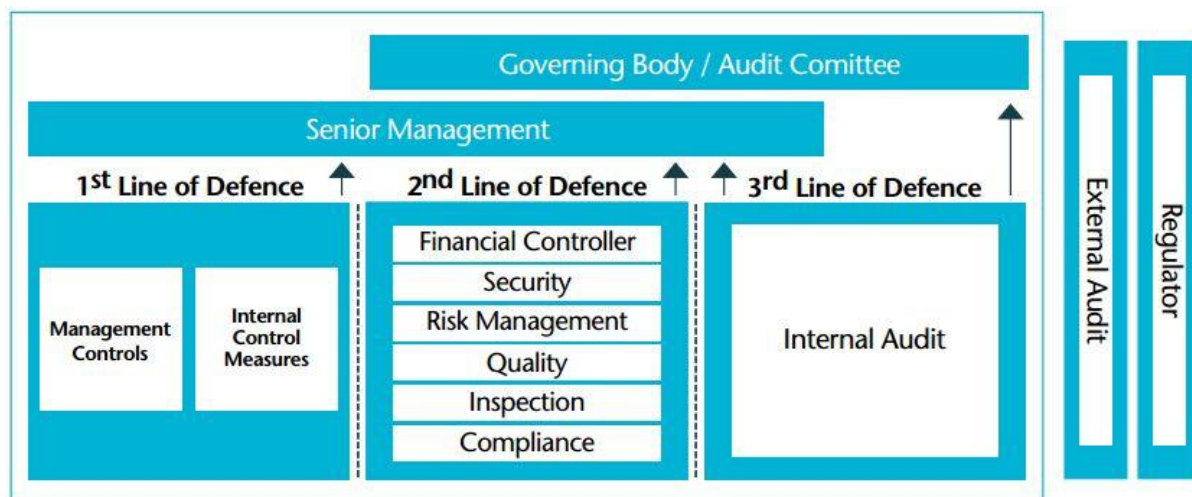 Governing Body / Audit Comittee
Senior Management
1st Line of Defence
2nd Line of Defence
3rd Line of Defence
Management
Controls
Internal
Control
Measures
Financial Controller
Security
Risk Management
Quality
Inspection
Compliance
Internal Audit
External Audit
Regulator